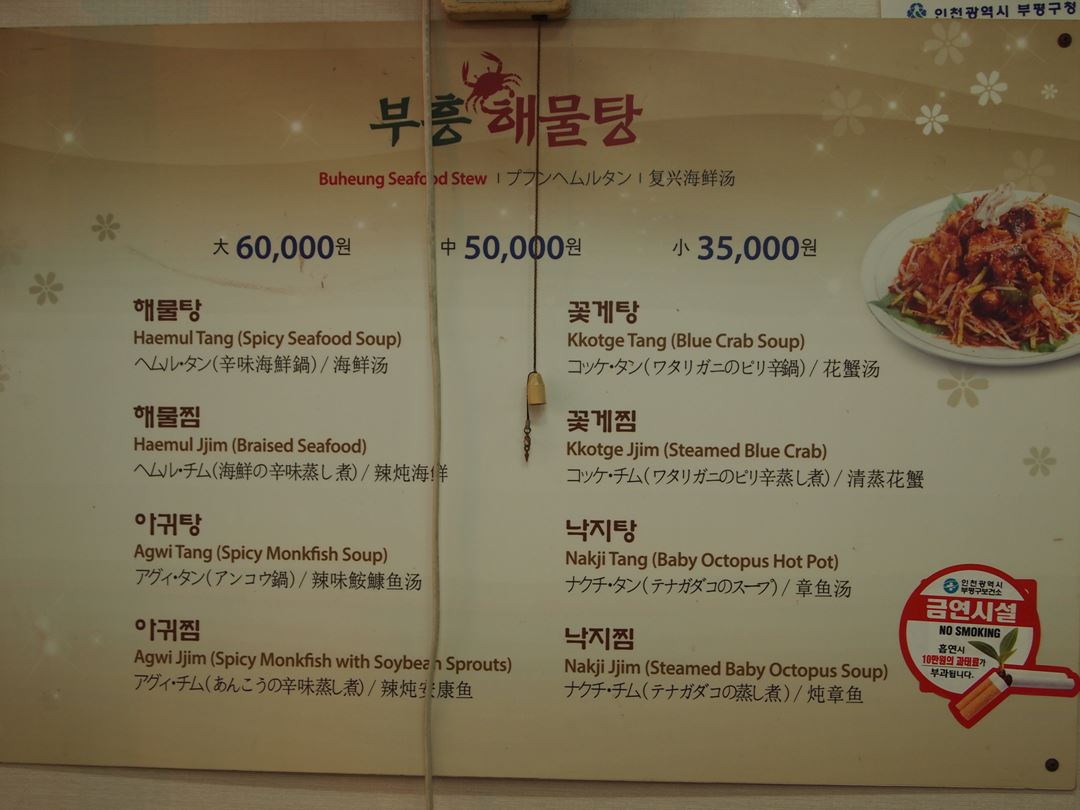 인천광역시 부평구청
부흥 해물탕
Buheung Seafood Stew | プフンヘムルタン | 复兴海鲜汤
大 60,000원 中 50,000원 小 35,000원
해물탕
Haemul Tang (Spicy Seafood Soup)
ヘムル・タン(辛味海鮮鍋) / 海鲜汤
해물찜
Haemul Jjim (Braised Seafood)
ヘムル・チム(海鮮の辛味蒸し煮) / 辣炖海鲜
아귀탕
Agwi Tang (Spicy Monkfish Soup)
アグィ・タン(アンコウ鍋) / 辣味鮟鱇鱼汤
아귀찜
Agwi Jjim (Spicy Monkfish with Soybean Sprouts)
アグィ・チム(あんこうの辛味蒸し煮) / 辣炖安康鱼
꽃게탕
Kkotge Tang (Blue Crab Soup)
コッケ・タン(ワタリガニのピリ辛鍋) / 花蟹汤
꽃게찜
Kkotge Jjim (Steamed Blue Crab)
コッケ・チム(ワタリガニのピリ辛蒸し煮) / 清蒸花蟹
낙지탕
Nakji Tang (Baby Octopus Hot Pot)
ナクチ・タン(テナガダコのスープ) / 章鱼汤
낙지찜
Nakji Jjim (Steamed Baby Octopus Soup)
ナクチ・チム(テナガダコの蒸し煮) / 炖章鱼
인천광역시
부평구보건소
금연시설
NO SMOKING
흡연시
10만원의 과태료가
부과됩니다.